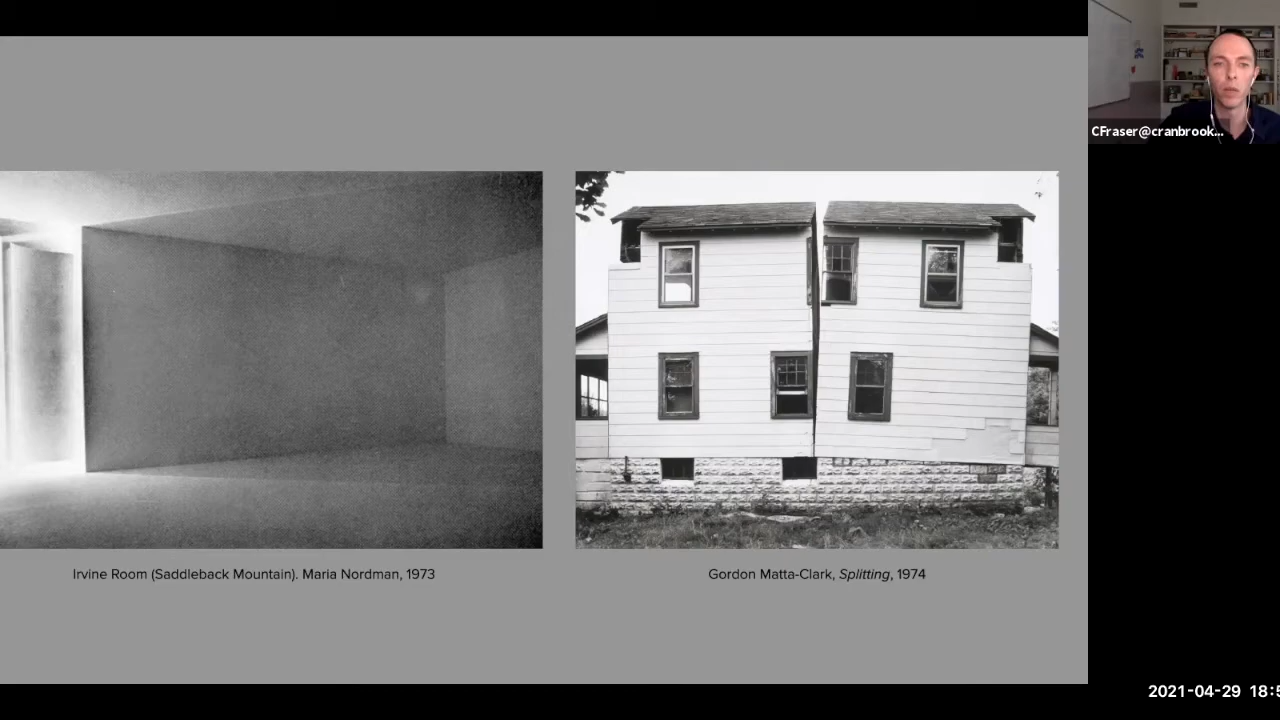 CFraser@cranbrook...
Irvine Room (Saddleback Mountain). Maria Nordman, 1973
Gordon Matta-Clark, Splitting, 1974
2021-04-29 18:5